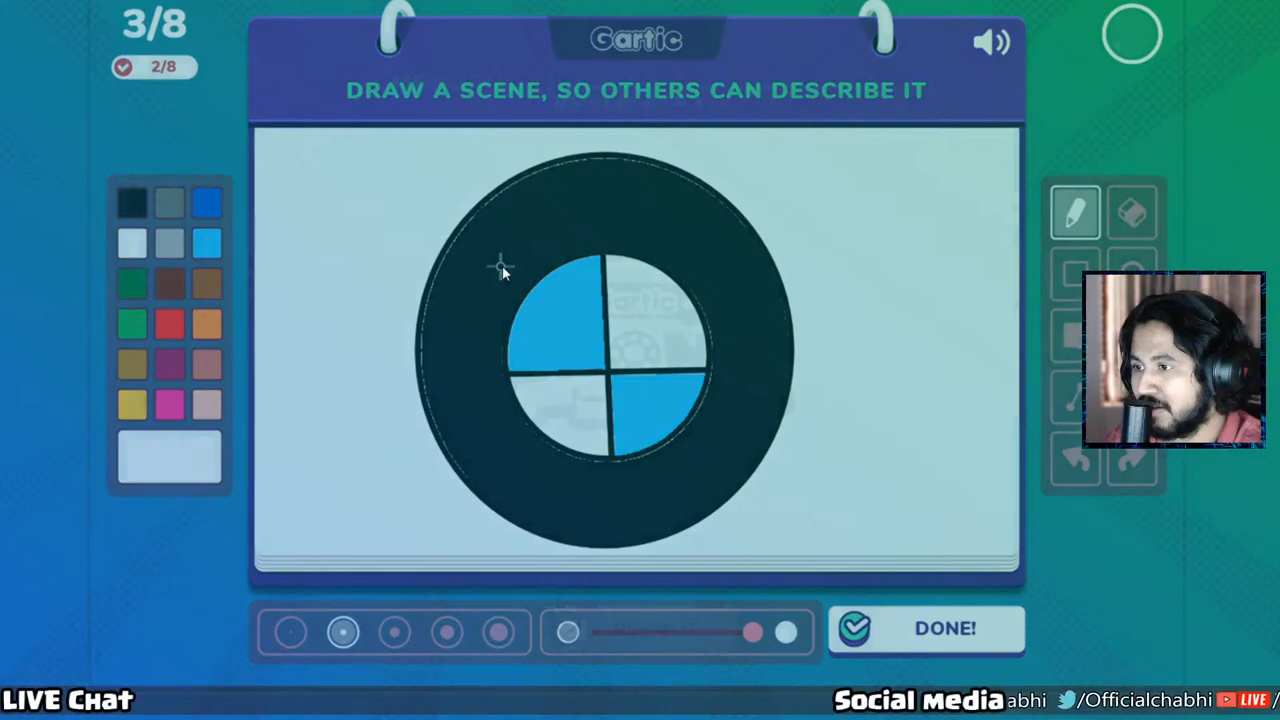 3/8
2/8
Gartic
DRAW A SCENE, SO OTHERS CAN DESCRIBE IT
artic
DONE!
LIVE Chat
Social Media
abhi
/Officialchabhi
LIVE
/